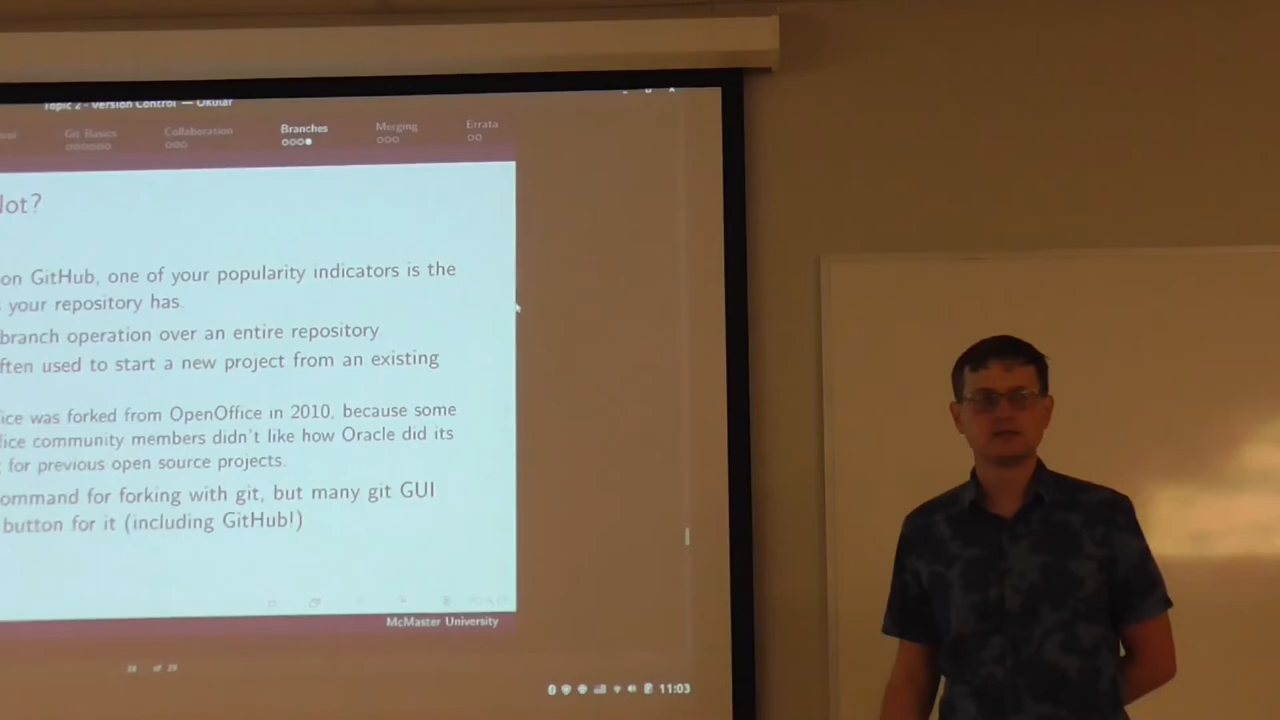 Topic 2 - Version Control — Okular
Git Basics Collaboration Branches Merging Errata
lot?
on GitHub, one of your popularity indicators is the
your repository has.
branch operation over an entire repository
ften used to start a new project from an existing
ice was forked from OpenOffice in 2010, because some
fice community members didn't like how Oracle did its
for previous open source projects.
ommand for forking with git, but many git GUI
button for it (including GitHub!)
McMaster University
of 29
11:03